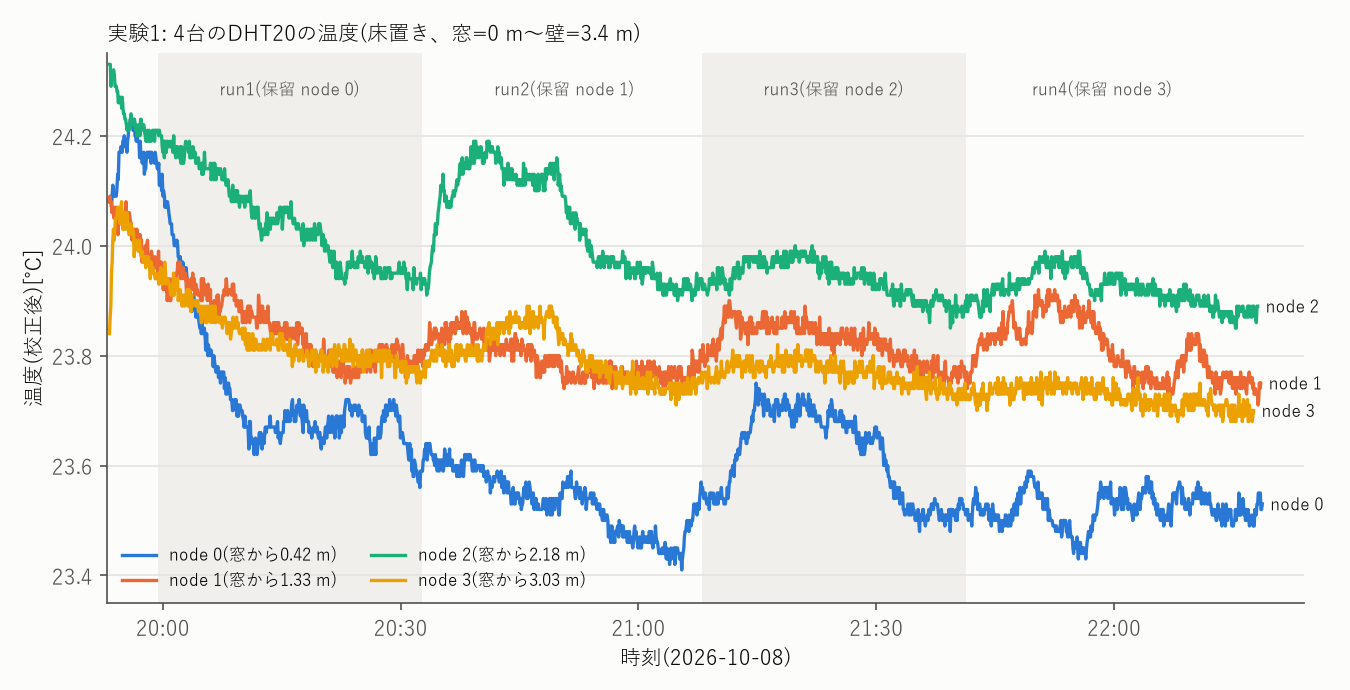 実験1: 4台のDHT20の温度(床置き、窓=0 m〜壁=3.4 m)
run1(保留 node 0)
run2(保留 node 1)
run3(保留 node 2)
run4(保留 node 3)
温度(校正後)[°C]
24.2
24.0
23.8
23.6
23.4
node 2
node 1
node 3
node 0
node 0(窓から0.42 m)
node 1(窓から1.33 m)
node 2(窓から2.18 m)
node 3(窓から3.03 m)
20:00
20:30
21:00
21:30
22:00
時刻(2026-10-08)